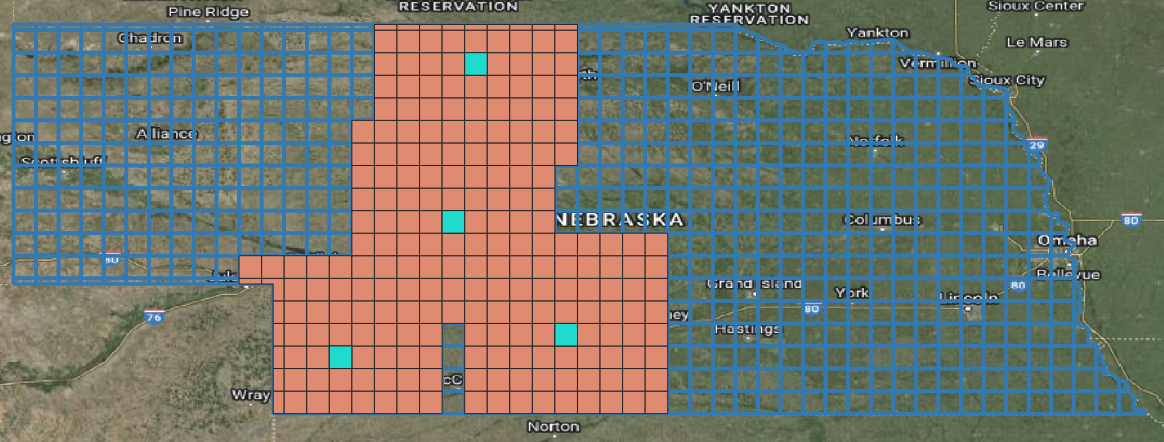 RESERVATION
YANKTON
RESERVATION
Sioux Center
Pine Ridge
Chadron
Yankton
Le Mars
Vermillion
Sioux City
O'Neill
Alliance
Norfolk
29
Scottsbluff
NEBRASKA
Columbus
80
Omaha
80
Bellevue
Grand Island
York
Lincoln
80
80
76
Hastings
Wray
Norton